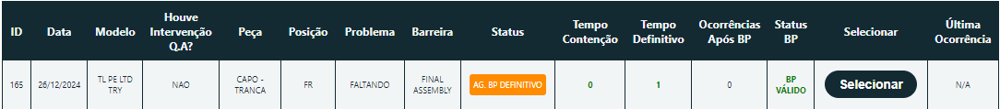 ID Data Modelo Houve Intervenção Q.A? Peça Posição Problema Barreira Status Tempo Contenção Tempo Definitivo Ocorrências Após BP Status BP Selecionar Última Ocorrência
165 26/12/2024 TL PE LTD TRY NAO CAPO - TRANCA FR FALTANDO FINAL ASSEMBLY AG. BP DEFINITIVO 0 1 0 BP VÁLIDO Selecionar N/A